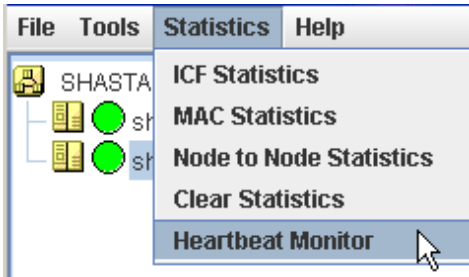 File Tools Statistics Help
SHASTA
ICF Statistics
MAC Statistics
Node to Node Statistics
Clear Statistics
Heartbeat Monitor